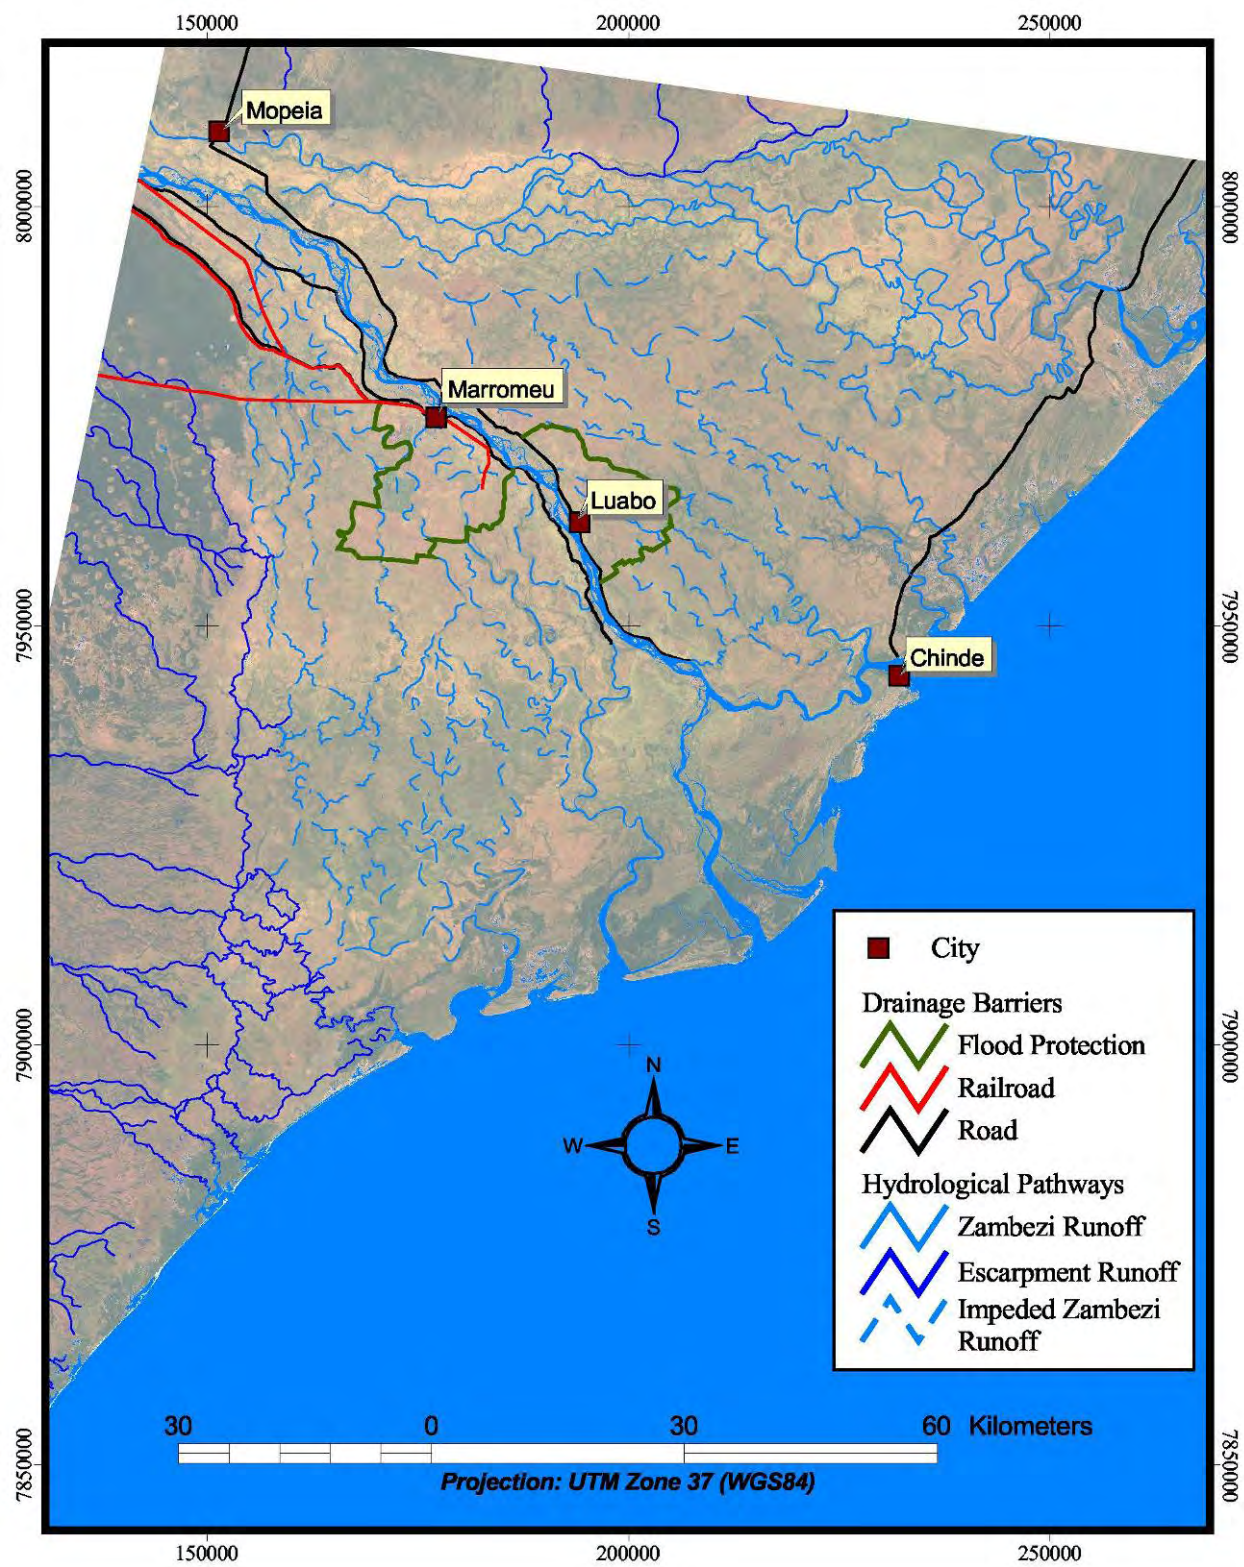 150000
200000
250000
Mopeia
8000000
8000000
Marromeu
Luabo
7950000
7950000
Chinde
City
Drainage Barriers
Flood Protection
Railroad
Road
7900000
7900000
N
W
E
S
Hydrological Pathways
Zambezi Runoff
Escarpment Runoff
Impeded Zambezi
Runoff
30
0
30
60 Kilometers
Projection: UTM Zone 37 (WGS84)
7850000
7850000
150000
200000
250000